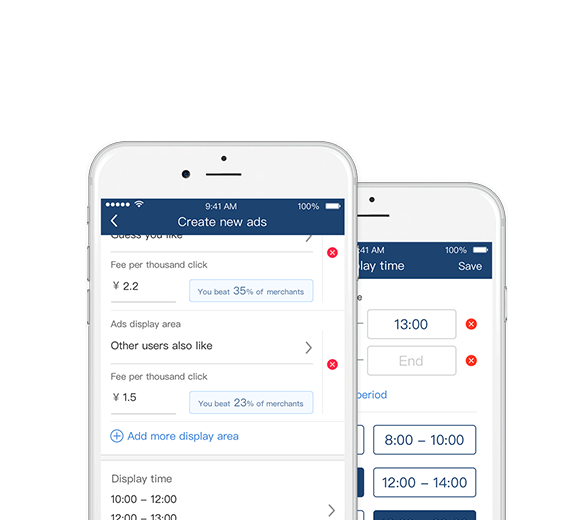 9:41 AM
100%
Create new ads
Guess you like
Fee per thousand click
¥ 2.2
You beat 35% of merchants
Ads display area
Other users also like
Fee per thousand click
¥ 1.5
You beat 23% of merchants
Add more display area
Display time
10:00 – 12:00
12:00 – 13:00
:41 AM
100%
lay time
Save
e
13:00
End
period
8:00 – 10:00
12:00 – 14:00